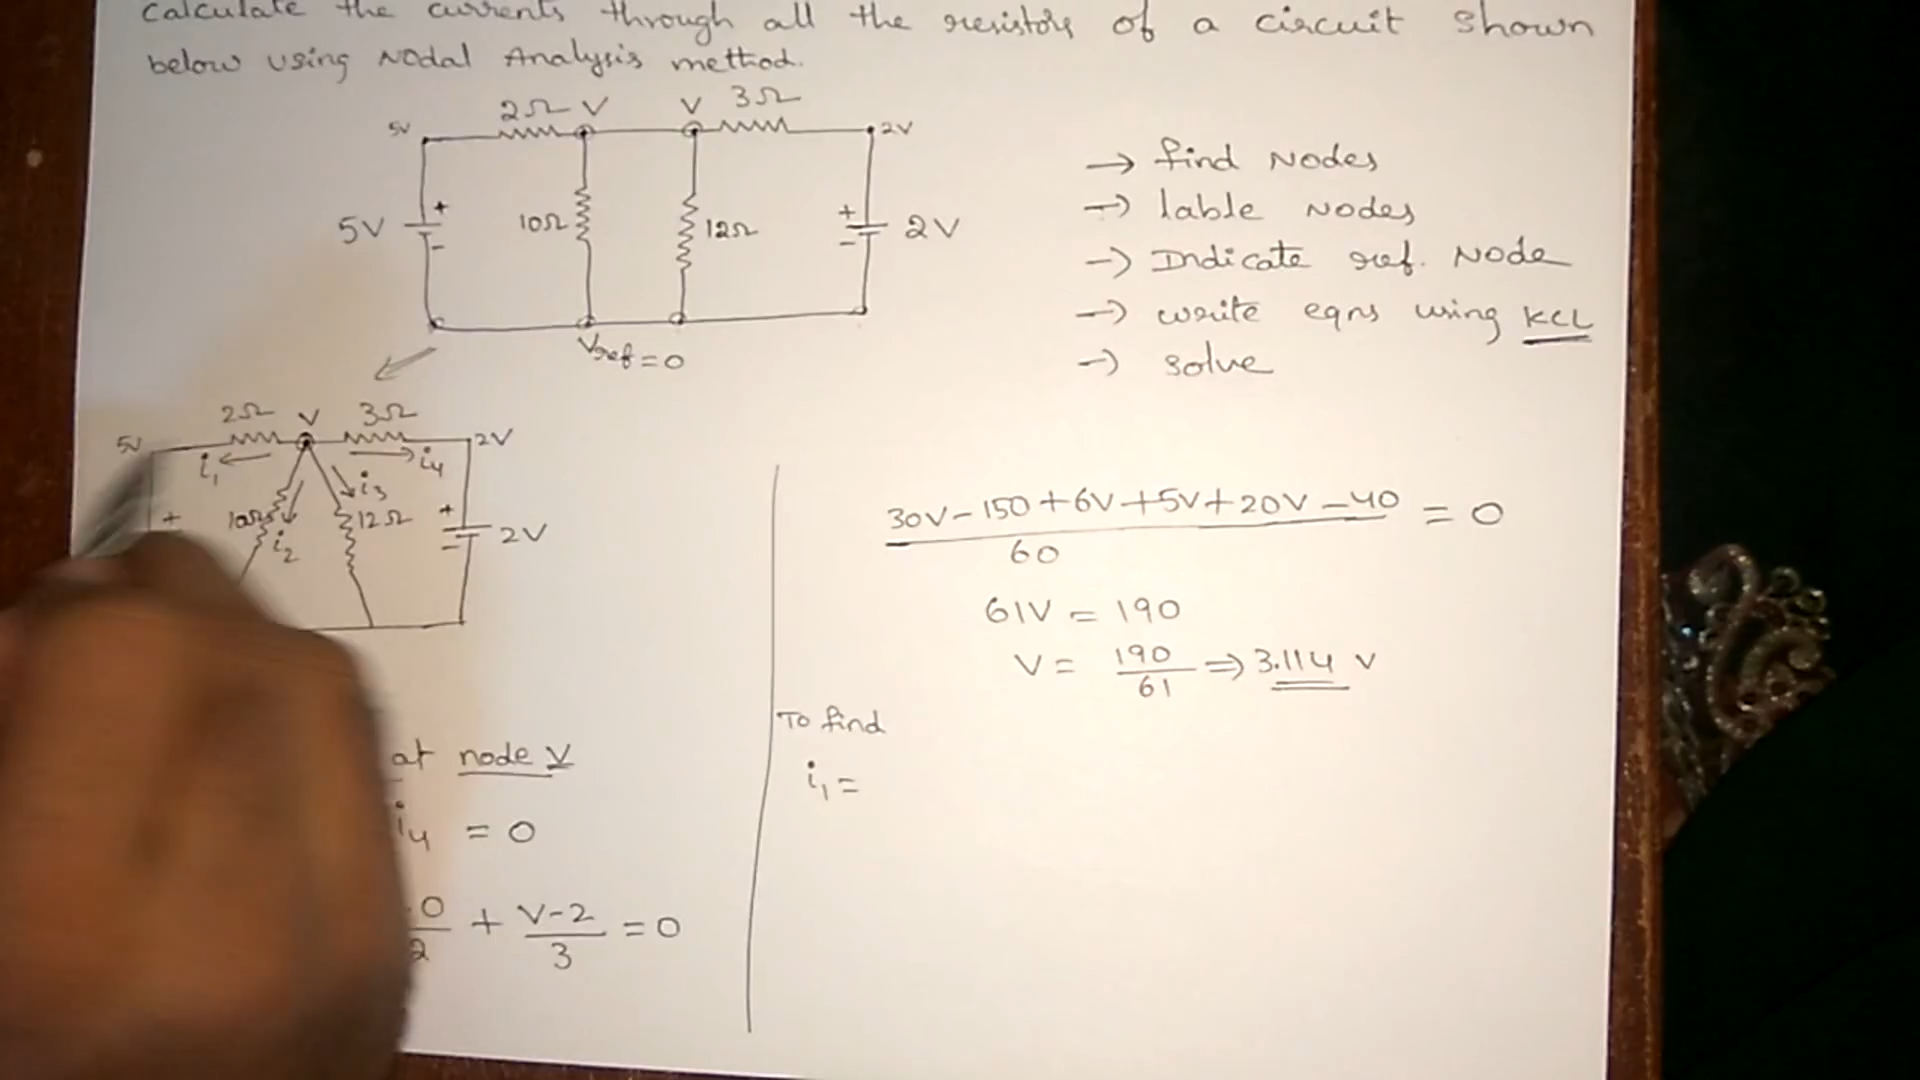 Calculate the currents through all the resistors of a circuit shown
below using Nodal Analysis method.
2Ω V V 3Ω
5V 2V
5V + - 10Ω 12Ω + - 2V
Vref = 0
→ find Nodes
→ lable Nodes
→ Indicate ref. Node
→ write eqns using KCL
→ solve
2Ω V 3Ω
5V 2V
i1 i4
i3
+ 10Ω 12Ω + - 2V
i2
at node V
i4 = 0
0/2 + V-2/3 = 0
30V - 150 + 6V + 5V + 20V - 40 = 0
60
61V = 190
V = 190/61 ⇒ 3.114 V
To find
i1 =